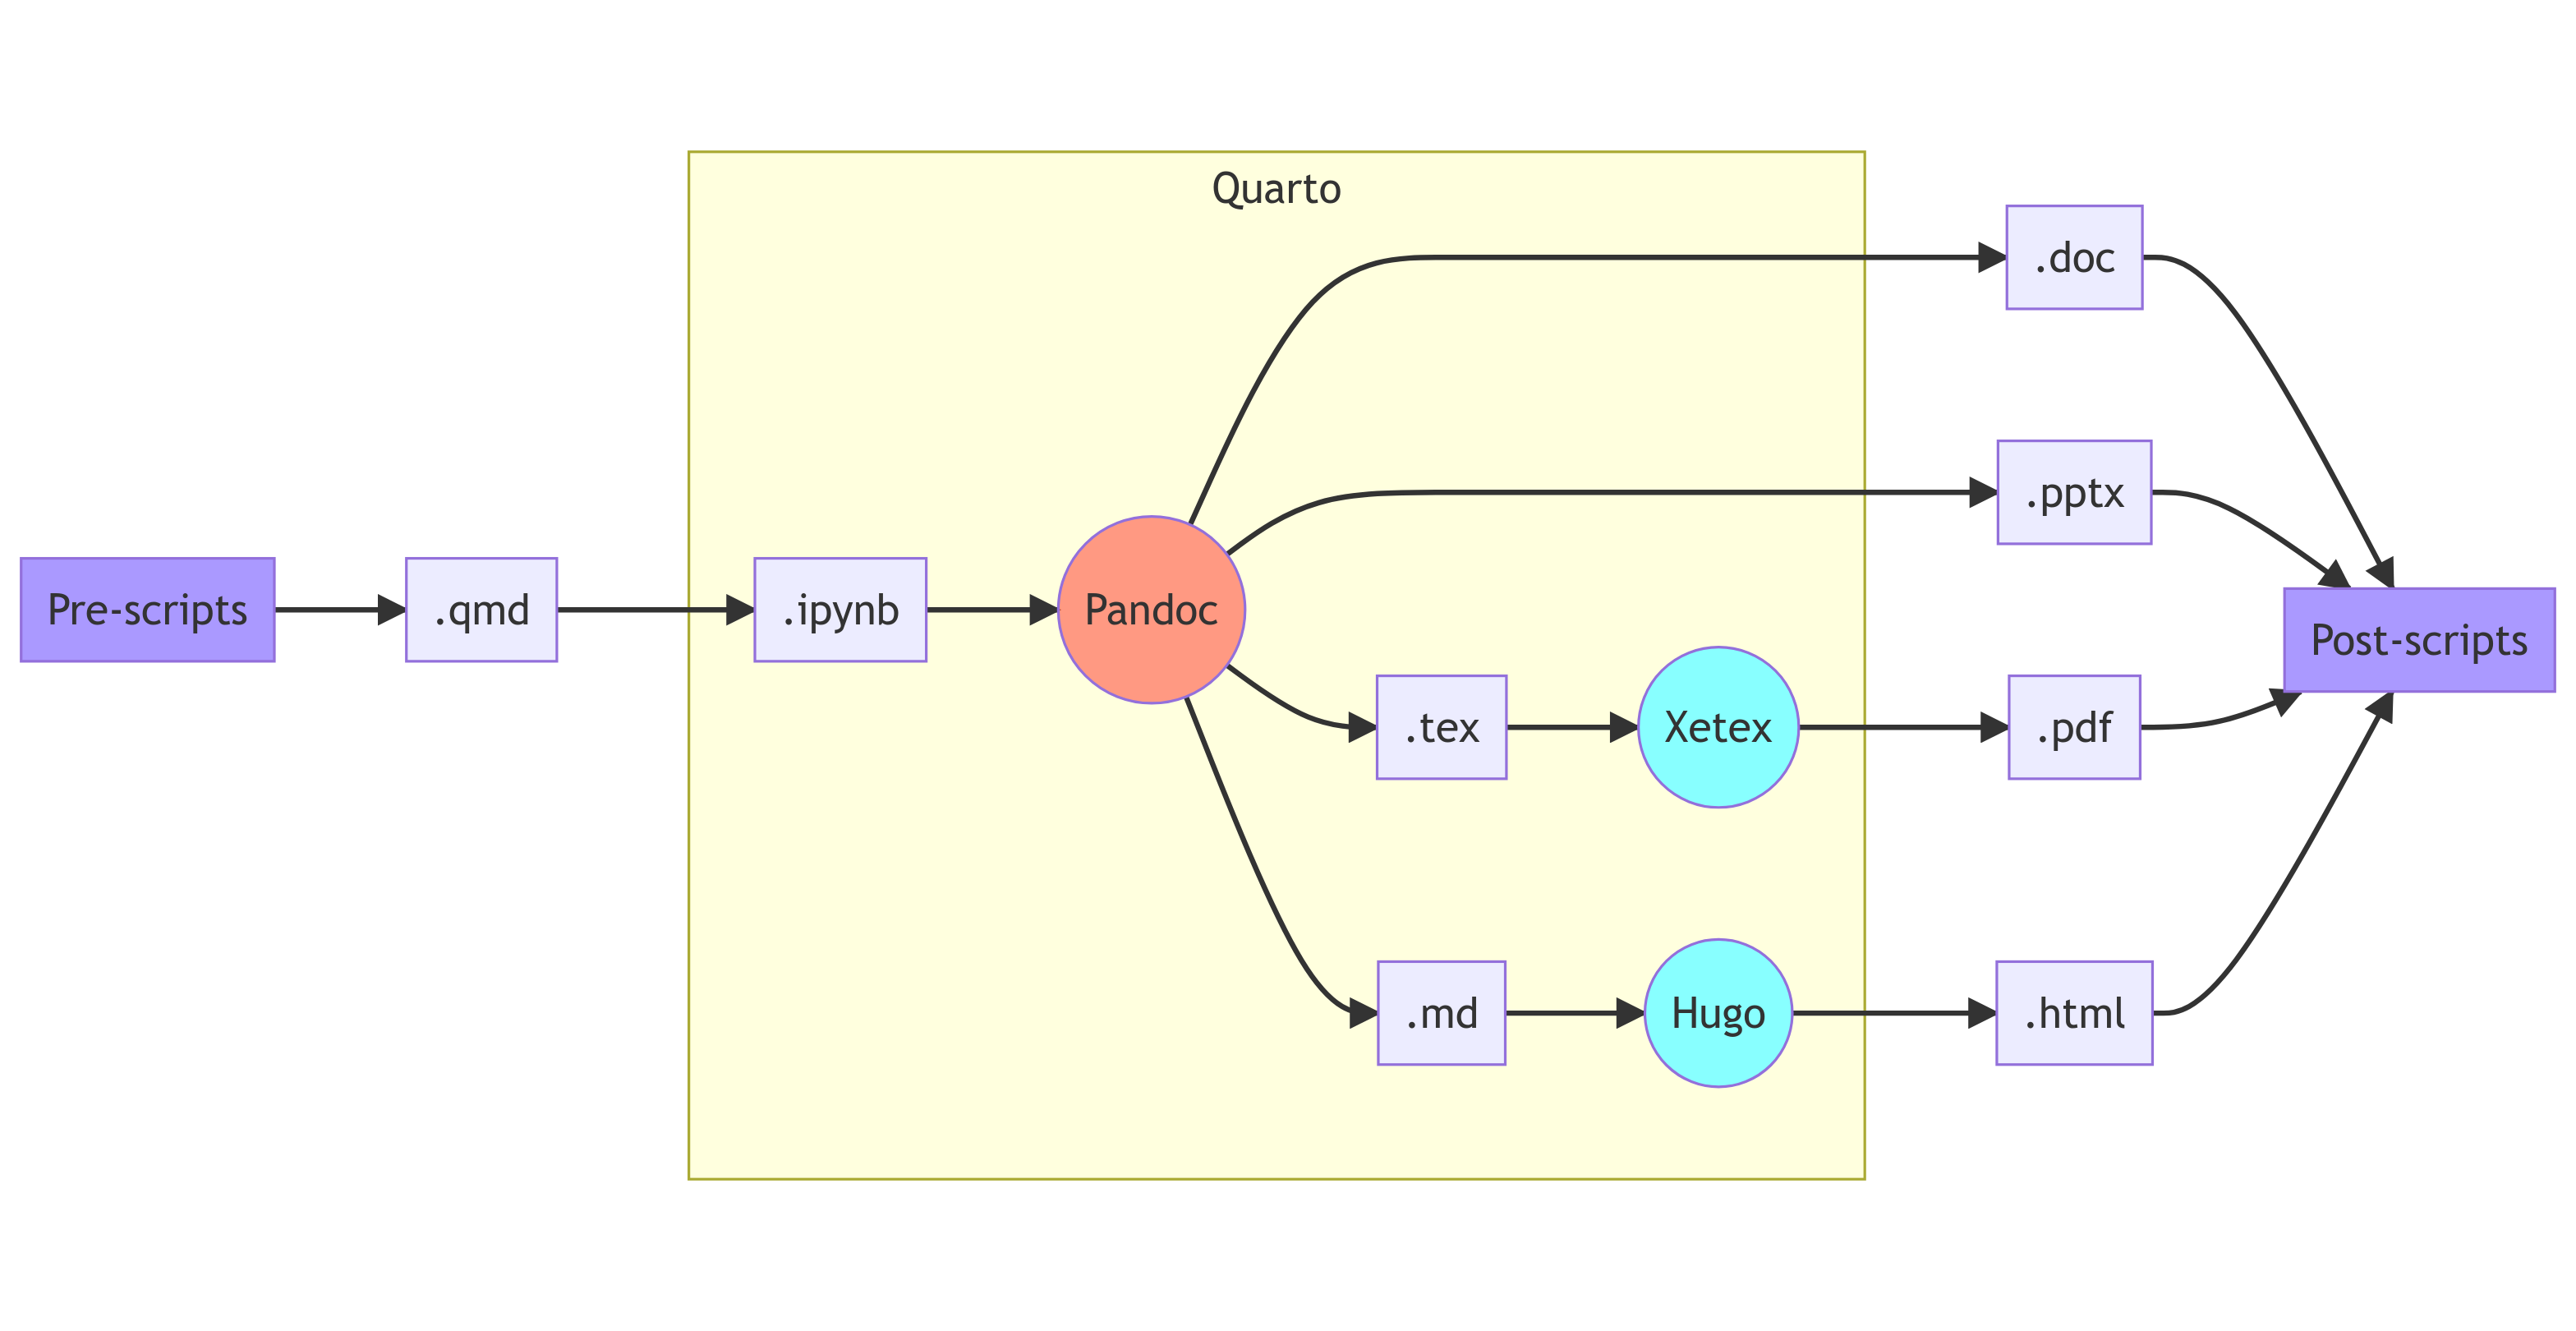 Quarto
.doc
.pptx
Pre-scripts
.qmd
.ipynb
Pandoc
Post-scripts
.tex
Xetex
.pdf
.md
Hugo
.html